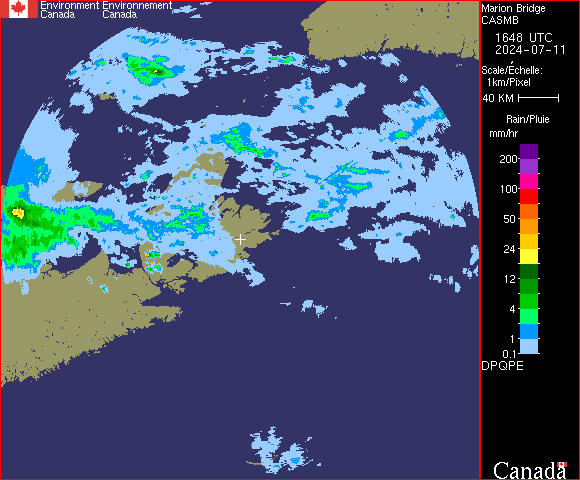 Environment Environnement
Canada Canada
Marion Bridge
CASMB
1648 UTC
2024-07-11
Scale/Échelle:
1km/Pixel
40 KM
Rain/Pluie
mm/hr
200
100
50
24
12
4
1
0.1
DPQPE
Canada